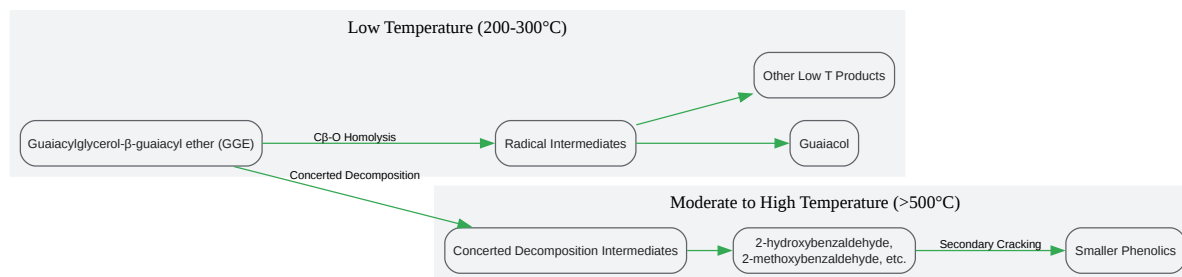 Low Temperature (200-300°C)
Other Low T Products
Guaiacylglycerol-β-guaiacyl ether (GGE)
Cβ-O Homolysis
Radical Intermediates
Guaiacol
Concerted Decomposition
Moderate to High Temperature (>500°C)
Concerted Decomposition Intermediates
2-hydroxybenzaldehyde,
2-methoxybenzaldehyde, etc.
Secondary Cracking
Smaller Phenolics